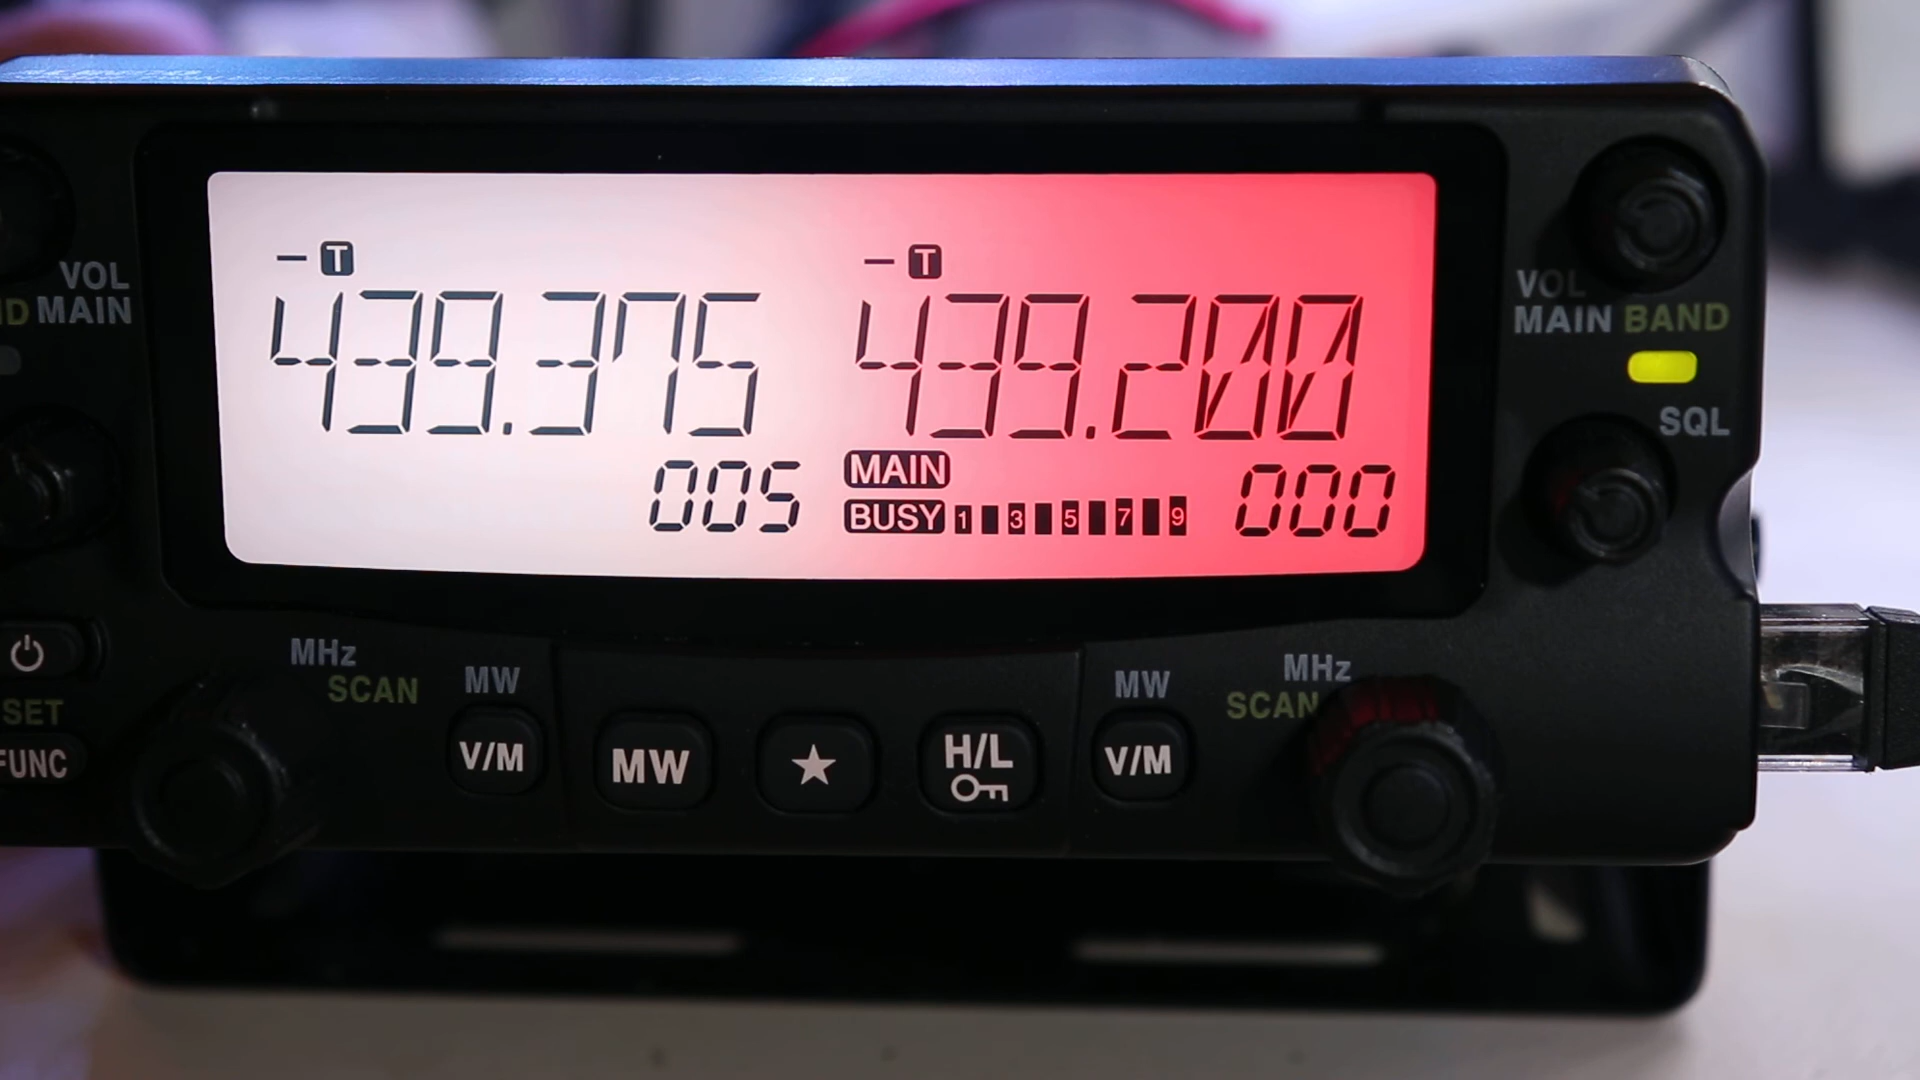 – T – T
439.375 439.200
005 MAIN 000
BUSY 1 3 5 7 9
VOL
MAIN
VOL
MAIN BAND
SQL
MHz
SCAN
MW
MW
MHz
SCAN
SET
FUNC
V/M
MW
★
H/L
V/M